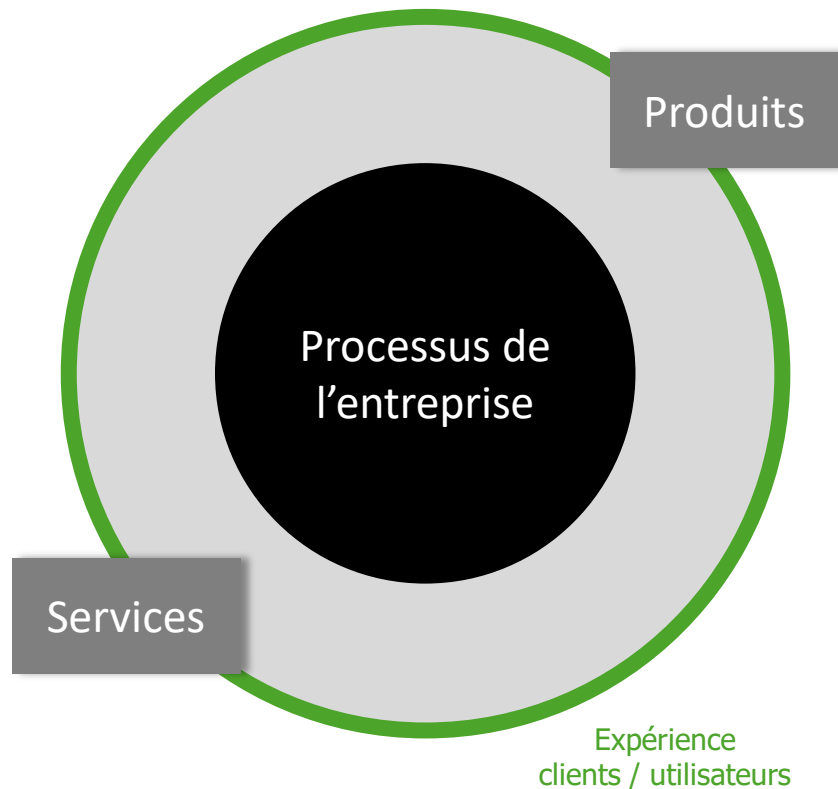 Produits
Processus de
l’entreprise
Services
Expérience
clients / utilisateurs